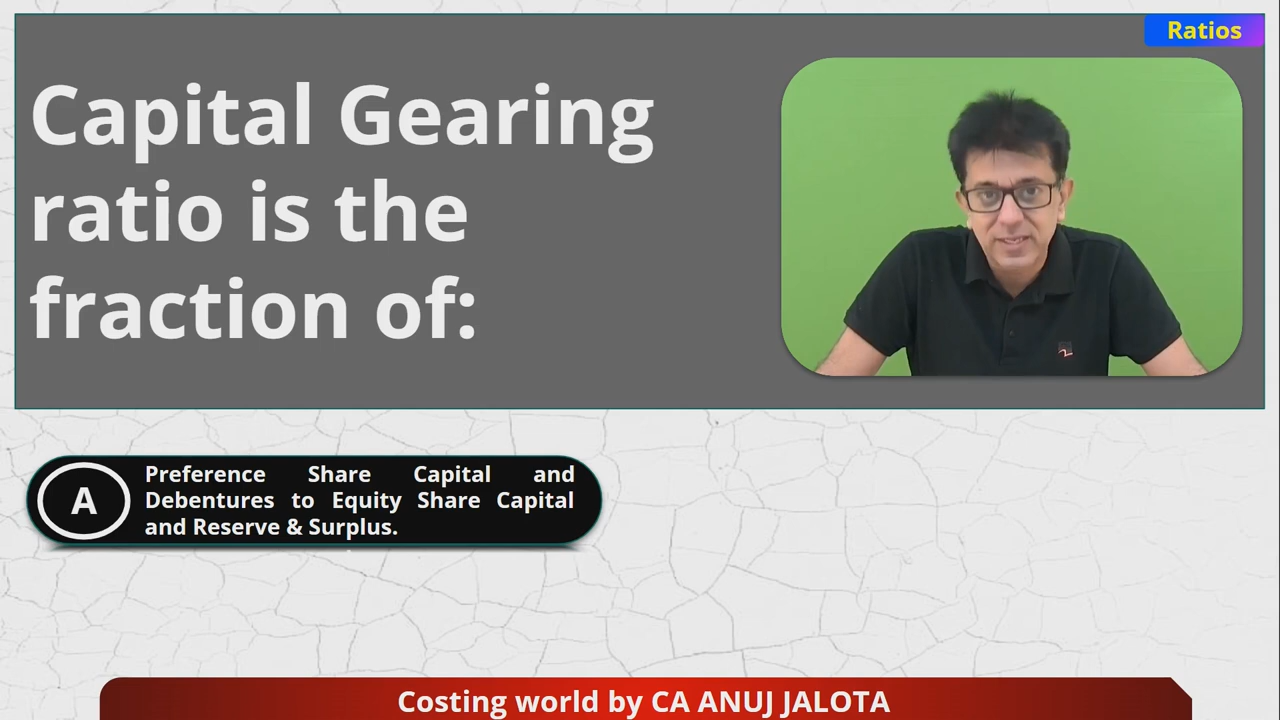 Ratios
Capital Gearing
ratio is the
fraction of:
A
Preference Share Capital and
Debentures to Equity Share Capital
and Reserve & Surplus.
Costing world by CA ANUJ JALOTA